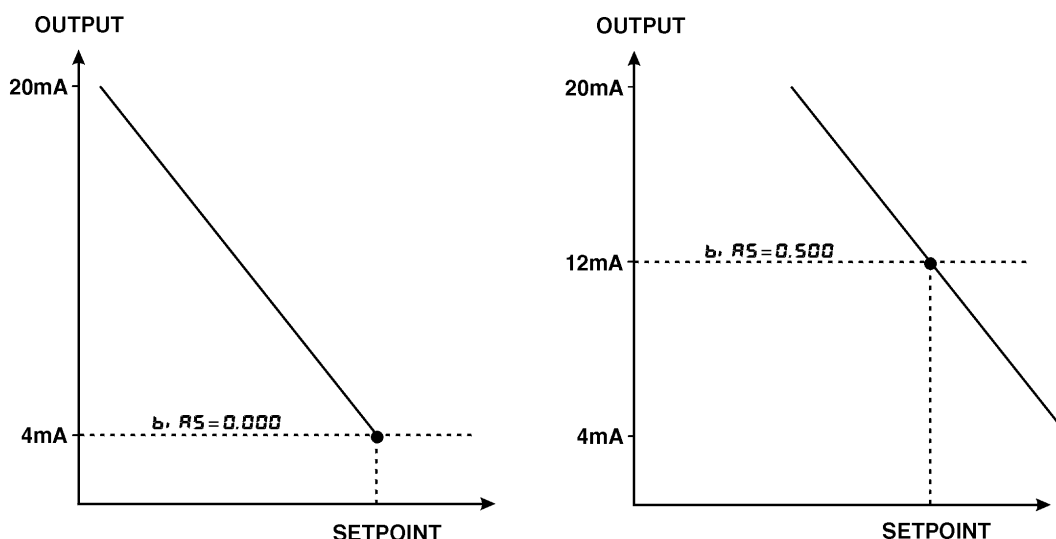 OUTPUT
20mA
bi AS=0.000
4mA
SETPOINT
OUTPUT
20mA
bi AS=0.500
12mA
4mA
SETPOINT